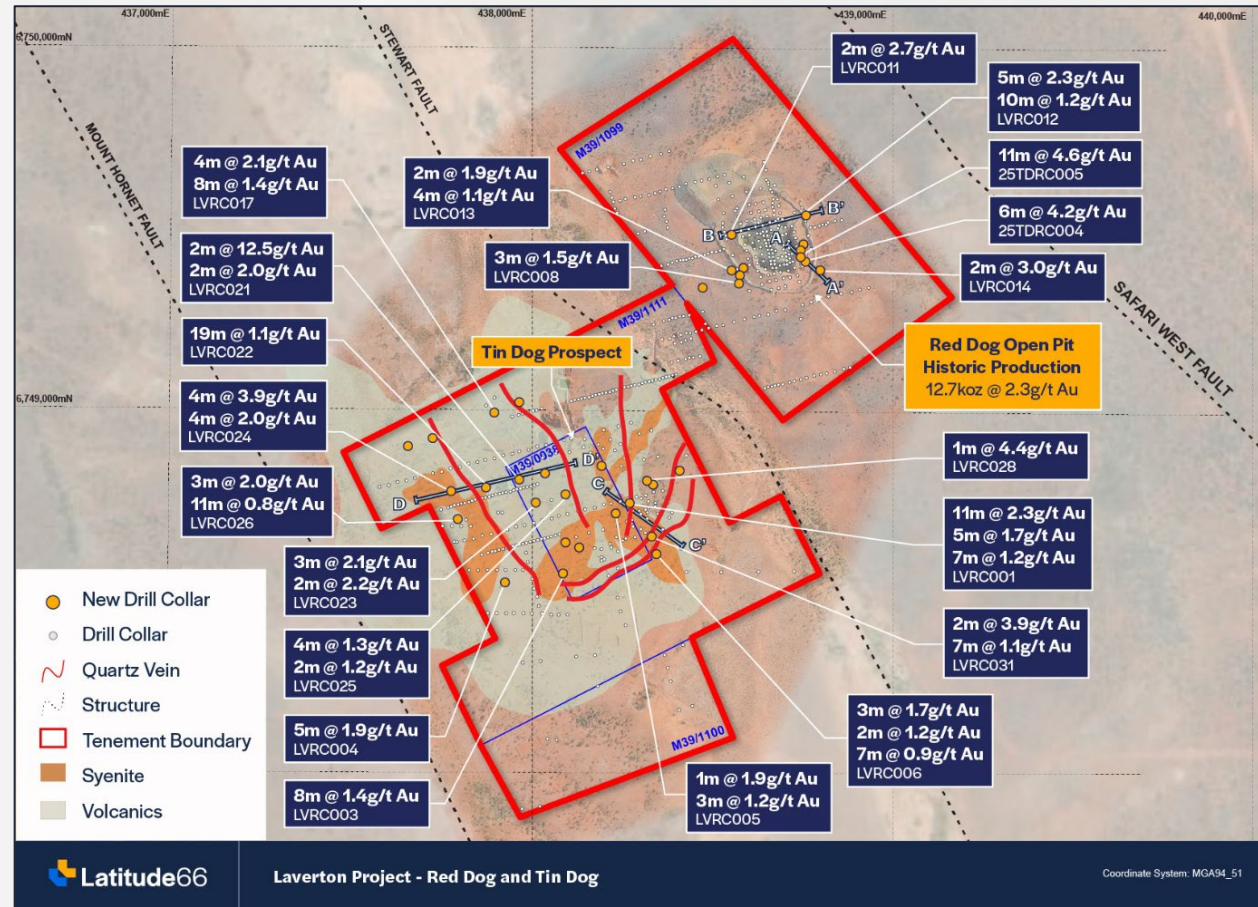 437,000mE
438,000mE
439,000mE
440,000mE
6,750,000mN
6,749,000mN
STEWART FAULT
MOUNT HORNET FAULT
SAFARI WEST FAULT
M39/1099
M39/1111
M39/0938
M39/1100
2m @ 2.7g/t Au
LVRC011
5m @ 2.3g/t Au
10m @ 1.2g/t Au
LVRC012
11m @ 4.6g/t Au
25TDRC005
6m @ 4.2g/t Au
25TDRC004
2m @ 3.0g/t Au
LVRC014
4m @ 2.1g/t Au
8m @ 1.4g/t Au
LVRC017
2m @ 1.9g/t Au
4m @ 1.1g/t Au
LVRC013
3m @ 1.5g/t Au
LVRC008
2m @ 12.5g/t Au
2m @ 2.0g/t Au
LVRC021
19m @ 1.1g/t Au
LVRC022
4m @ 3.9g/t Au
4m @ 2.0g/t Au
LVRC024
3m @ 2.0g/t Au
11m @ 0.8g/t Au
LVRC026
Tin Dog Prospect
Red Dog Open Pit
Historic Production
12.7koz @ 2.3g/t Au
B
B'
A
A'
D
D'
C
C'
1m @ 4.4g/t Au
LVRC028
11m @ 2.3g/t Au
5m @ 1.7g/t Au
7m @ 1.2g/t Au
LVRC001
2m @ 3.9g/t Au
7m @ 1.1g/t Au
LVRC031
3m @ 1.7g/t Au
2m @ 1.2g/t Au
7m @ 0.9g/t Au
LVRC006
1m @ 1.9g/t Au
3m @ 1.2g/t Au
LVRC005
3m @ 2.1g/t Au
2m @ 2.2g/t Au
LVRC023
4m @ 1.3g/t Au
2m @ 1.2g/t Au
LVRC025
5m @ 1.9g/t Au
LVRC004
8m @ 1.4g/t Au
LVRC003
New Drill Collar
Drill Collar
Quartz Vein
Structure
Tenement Boundary
Syenite
Volcanics
Latitude66
Laverton Project - Red Dog and Tin Dog
Coordinate System: MGA94_51